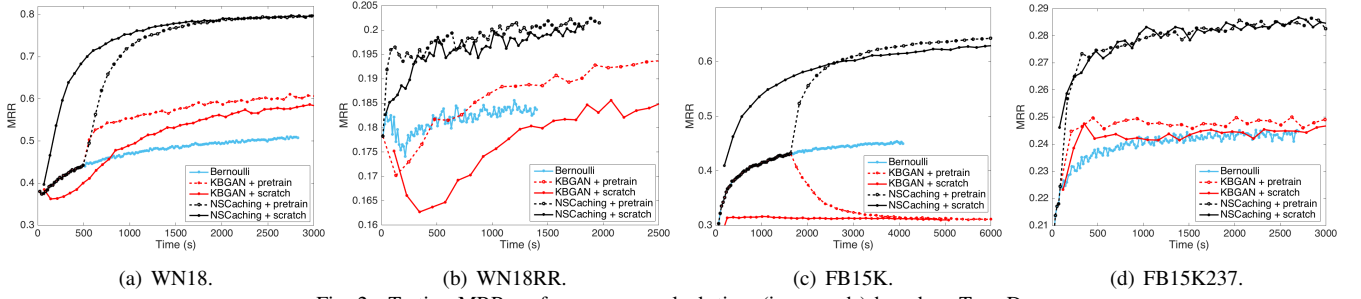 0.8
0.7
0.6
0.5
0.4
0.3
MRR
0 500 1000 1500 2000 2500 3000
Time (s)
Bernoulli
KBGAN + pretrain
KBGAN + scratch
NSCaching + pretrain
NSCaching + scratch
(a) WN18.
0.205
0.2
0.195
0.19
0.185
0.18
0.175
0.17
0.165
0.16
MRR
0 500 1000 1500 2000 2500
Time (s)
Bernoulli
KBGAN + pretrain
KBGAN + scratch
NSCaching + pretrain
NSCaching + scratch
(b) WN18RR.
0.6
0.5
0.4
0.3
MRR
0 1000 2000 3000 4000 5000 6000
Time (s)
Bernoulli
KBGAN + pretrain
KBGAN + scratch
NSCaching + pretrain
NSCaching + scratch
(c) FB15K.
0.29
0.28
0.27
0.26
0.25
0.24
0.23
0.22
0.21
MRR
0 500 1000 1500 2000 2500 3000
Time (s)
Bernoulli
KBGAN + pretrain
KBGAN + scratch
NSCaching + pretrain
NSCaching + scratch
(d) FB15K237.